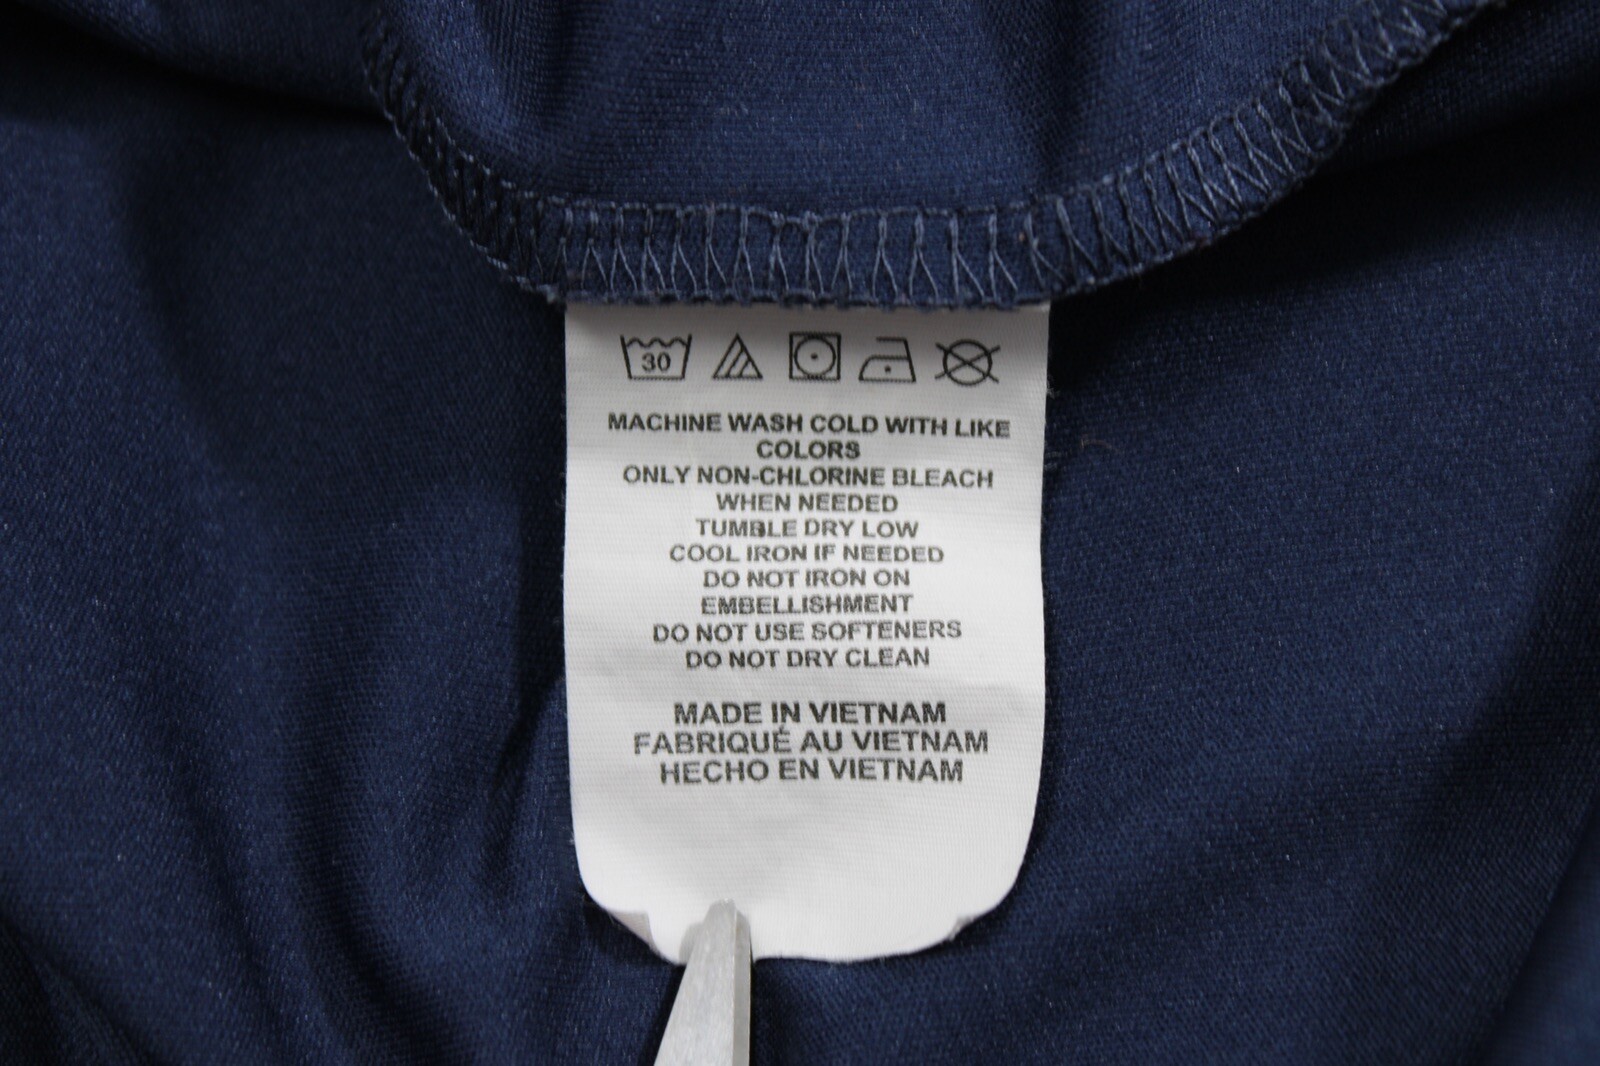 30
MACHINE WASH COLD WITH LIKE
COLORS
ONLY NON-CHLORINE BLEACH
WHEN NEEDED
TUMBLE DRY LOW
COOL IRON IF NEEDED
DO NOT IRON ON
EMBELLISHMENT
DO NOT USE SOFTENERS
DO NOT DRY CLEAN
MADE IN VIETNAM
FABRIQUÉ AU VIETNAM
HECHO EN VIETNAM